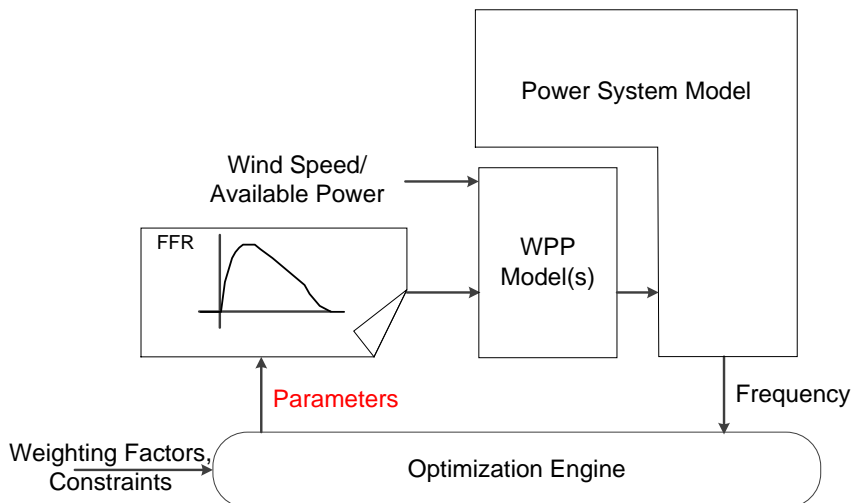 Power System Model
Wind Speed/
Available Power
FFR
WPP
Model(s)
Parameters
Frequency
Weighting Factors,
Constraints
Optimization Engine